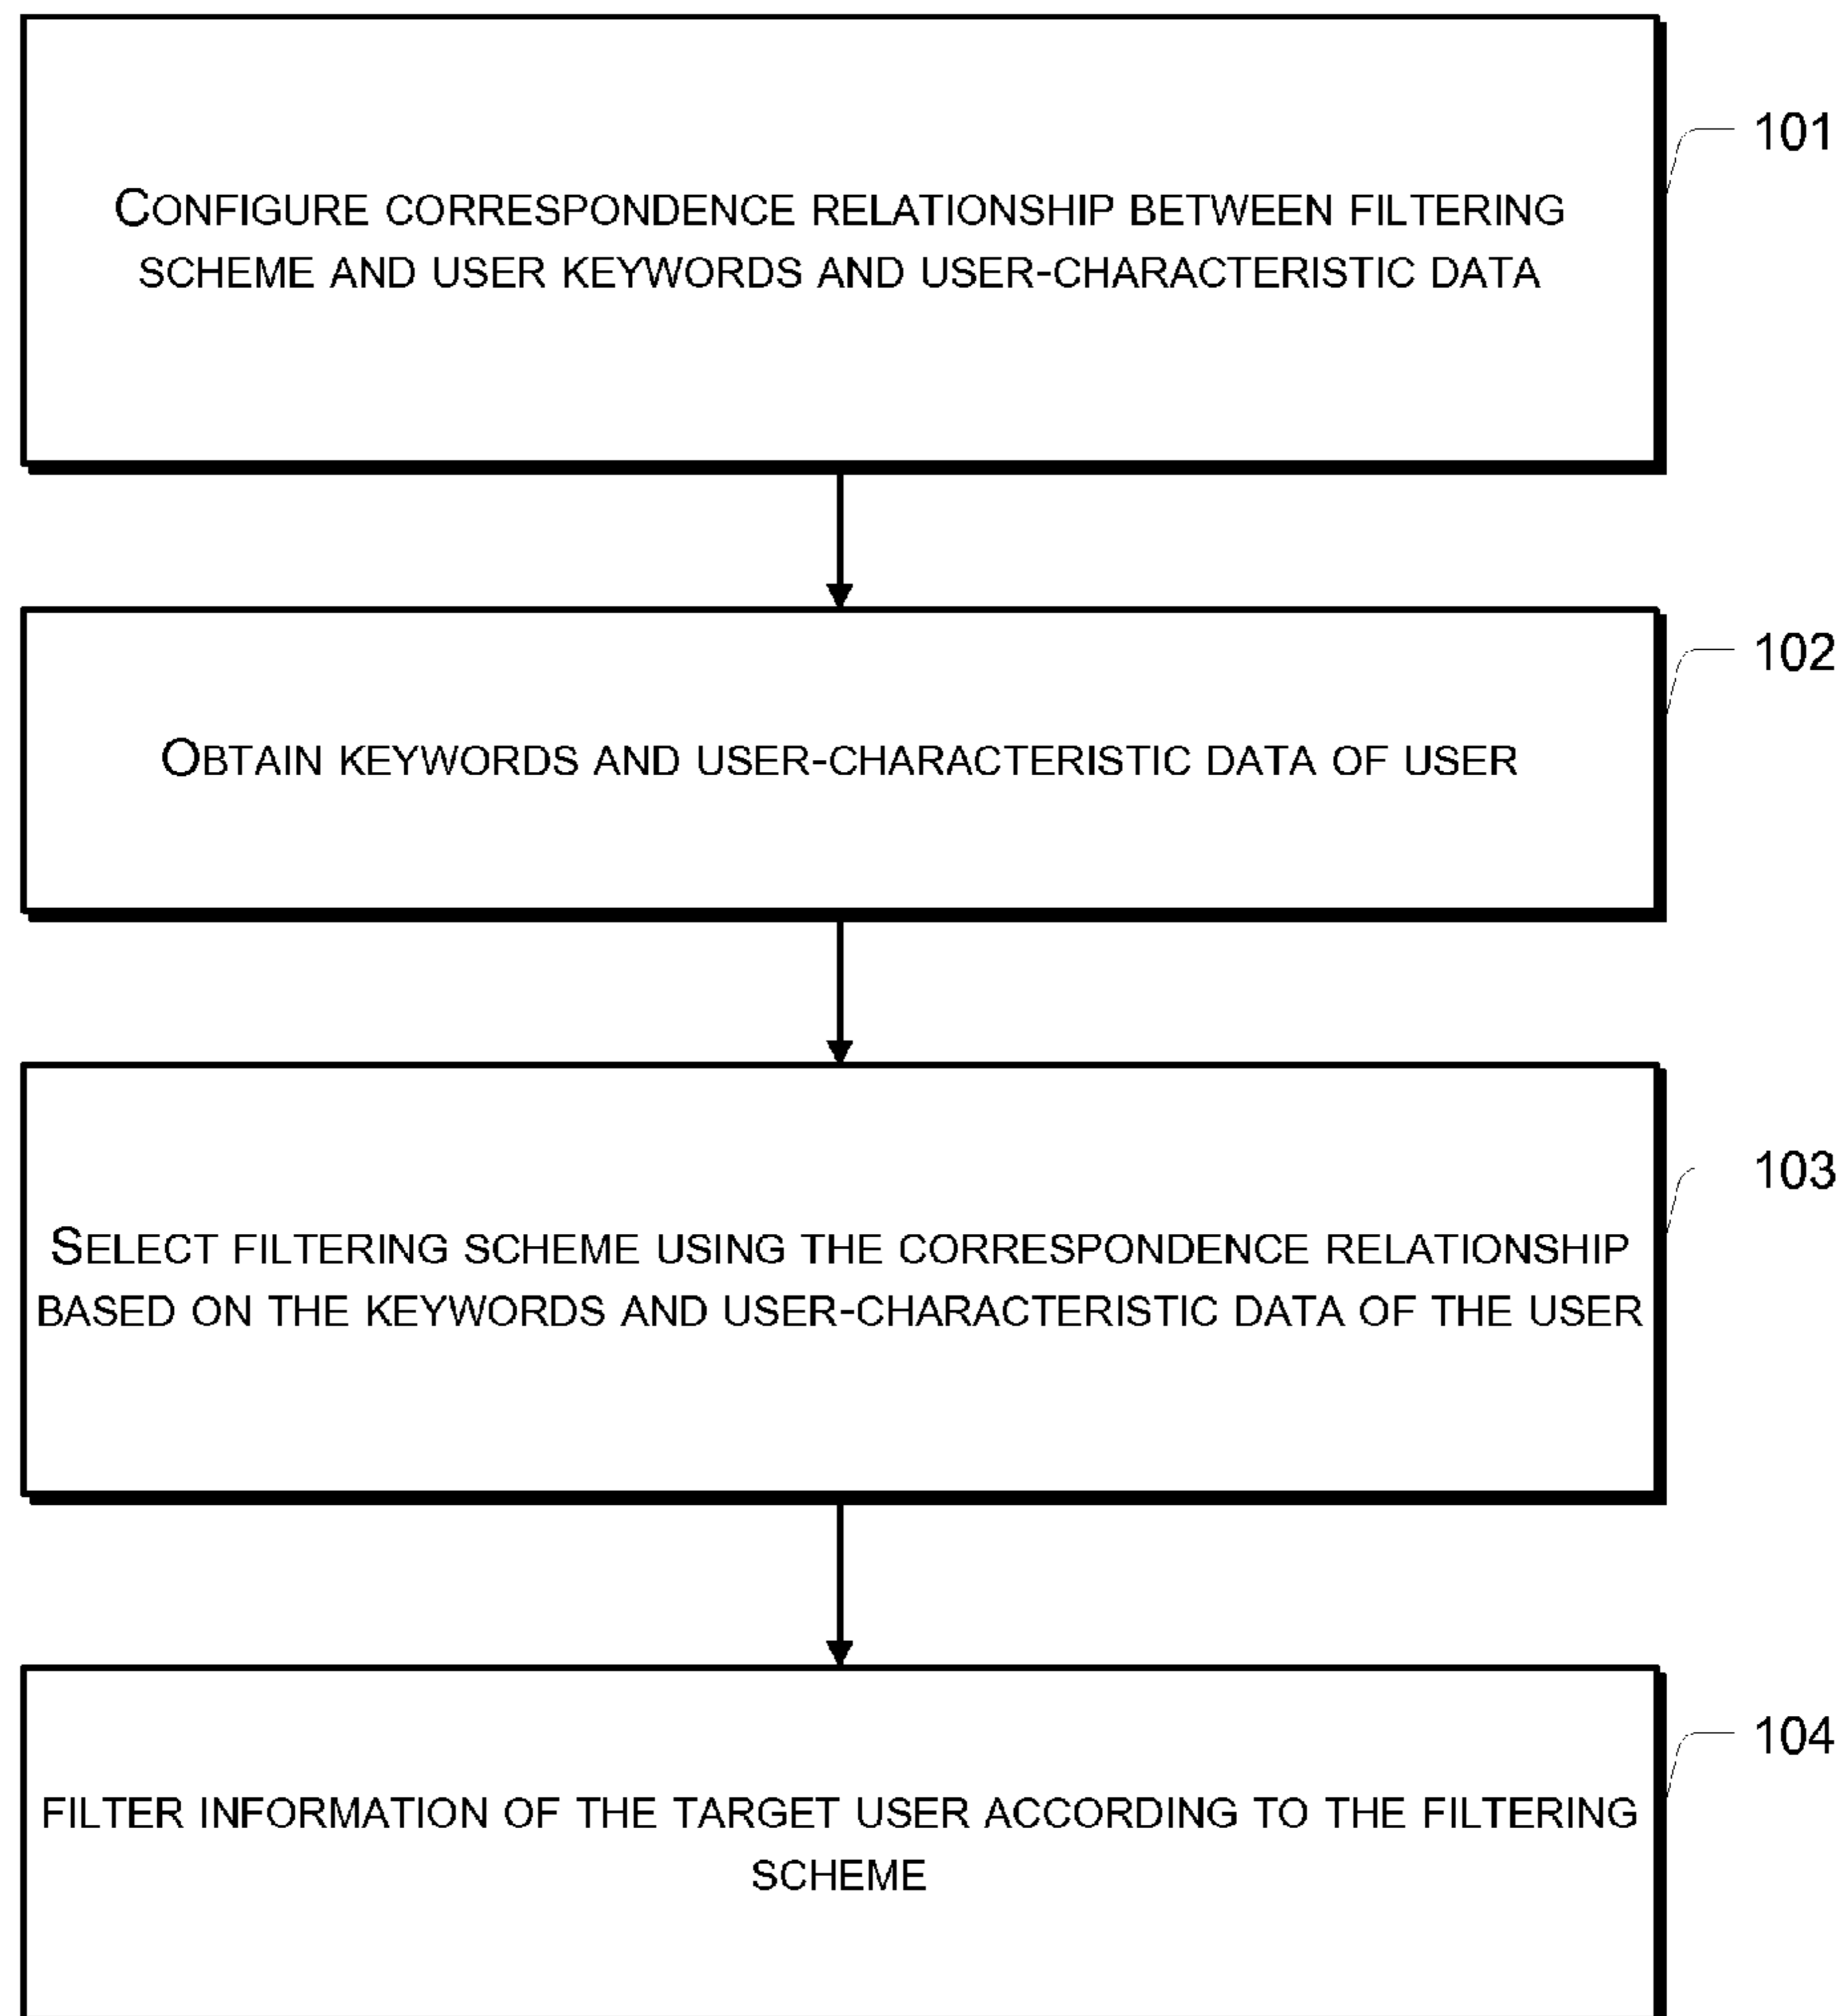 CONFIGURE CORRESPONDENCE RELATIONSHIP BETWEEN FILTERING
SCHEME AND USER KEYWORDS AND USER-CHARACTERISTIC DATA
101
OBTAIN KEYWORDS AND USER-CHARACTERISTIC DATA OF USER
102
SELECT FILTERING SCHEME USING THE CORRESPONDENCE RELATIONSHIP
BASED ON THE KEYWORDS AND USER-CHARACTERISTIC DATA OF THE USER
103
FILTER INFORMATION OF THE TARGET USER ACCORDING TO THE FILTERING
SCHEME
104